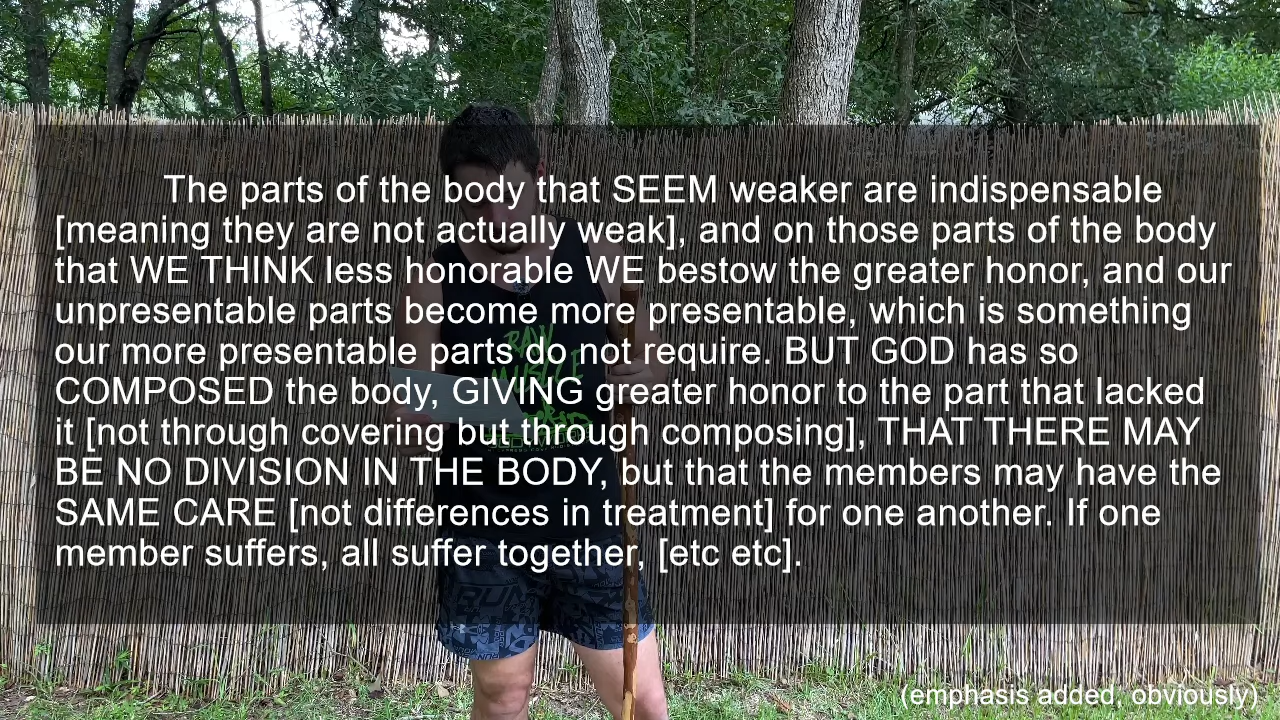 The parts of the body that SEEM weaker are indispensable
[meaning they are not actually weak], and on those parts of the body
that WE THINK less honorable WE bestow the greater honor, and our
unpresentable parts become more presentable, which is something
our more presentable parts do not require. BUT GOD has so
COMPOSED the body, GIVING greater honor to the part that lacked
it [not through covering but through composing], THAT THERE MAY
BE NO DIVISION IN THE BODY, but that the members may have the
SAME CARE [not differences in treatment] for one another. If one
member suffers, all suffer together, [etc etc].
RAW
MUSCLE
RUN
(emphasis added, obviously)